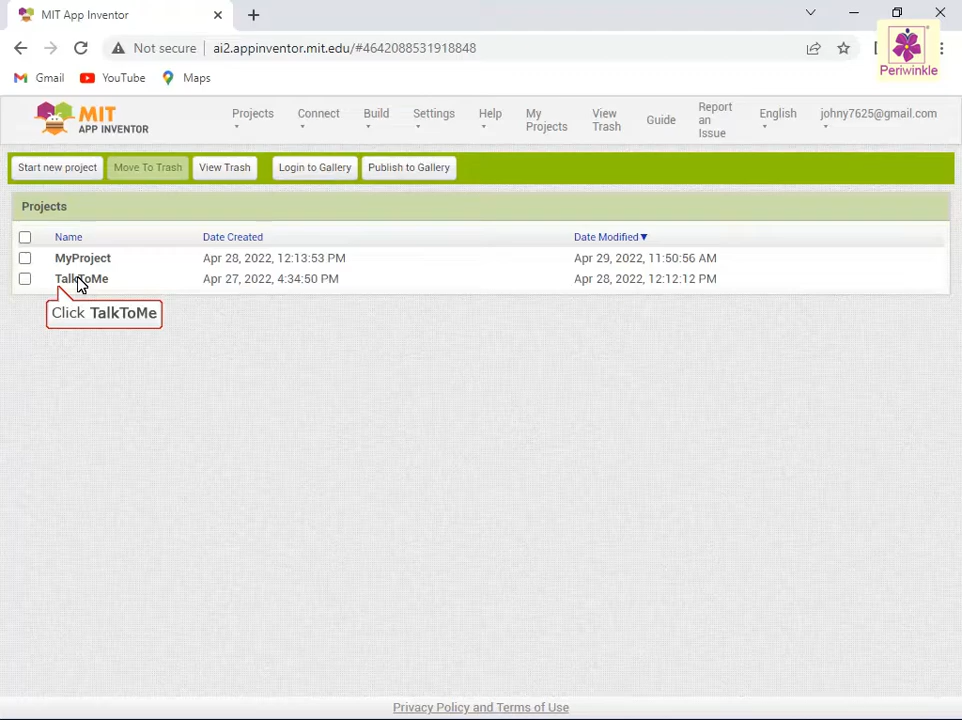 MIT App Inventor
Not secure ai2.appinventor.mit.edu/#4642088531918848
Periwinkle
Gmail YouTube Maps
MIT
APP INVENTOR
Projects Connect Build Settings Help My Projects View Trash Guide Report an Issue English johny7625@gmail.com
Start new project Move To Trash View Trash Login to Gallery Publish to Gallery
Projects
Name Date Created Date Modified▼
MyProject Apr 28, 2022, 12:13:53 PM Apr 29, 2022, 11:50:56 AM
TalkToMe Apr 27, 2022, 4:34:50 PM Apr 28, 2022, 12:12:12 PM
Click TalkToMe
Privacy Policy and Terms of Use